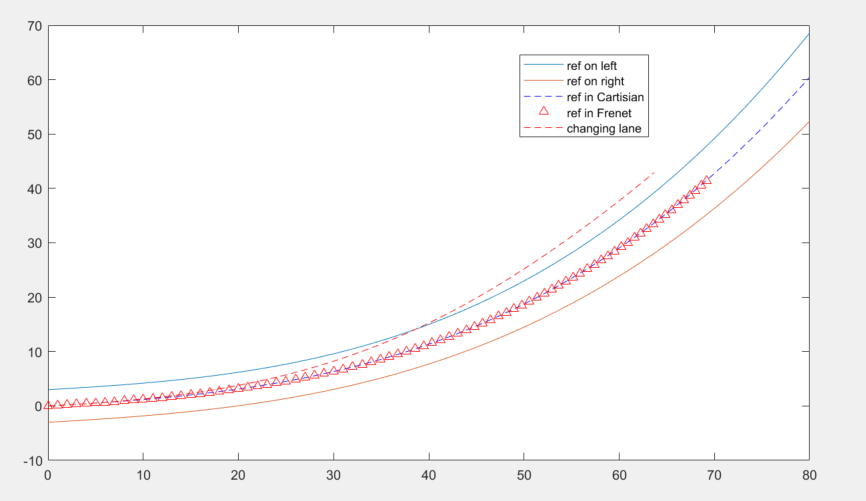 70
60
50
40
30
20
10
0
-10
0 10 20 30 40 50 60 70 80
ref on left
ref on right
ref in Cartisian
ref in Frenet
changing lane